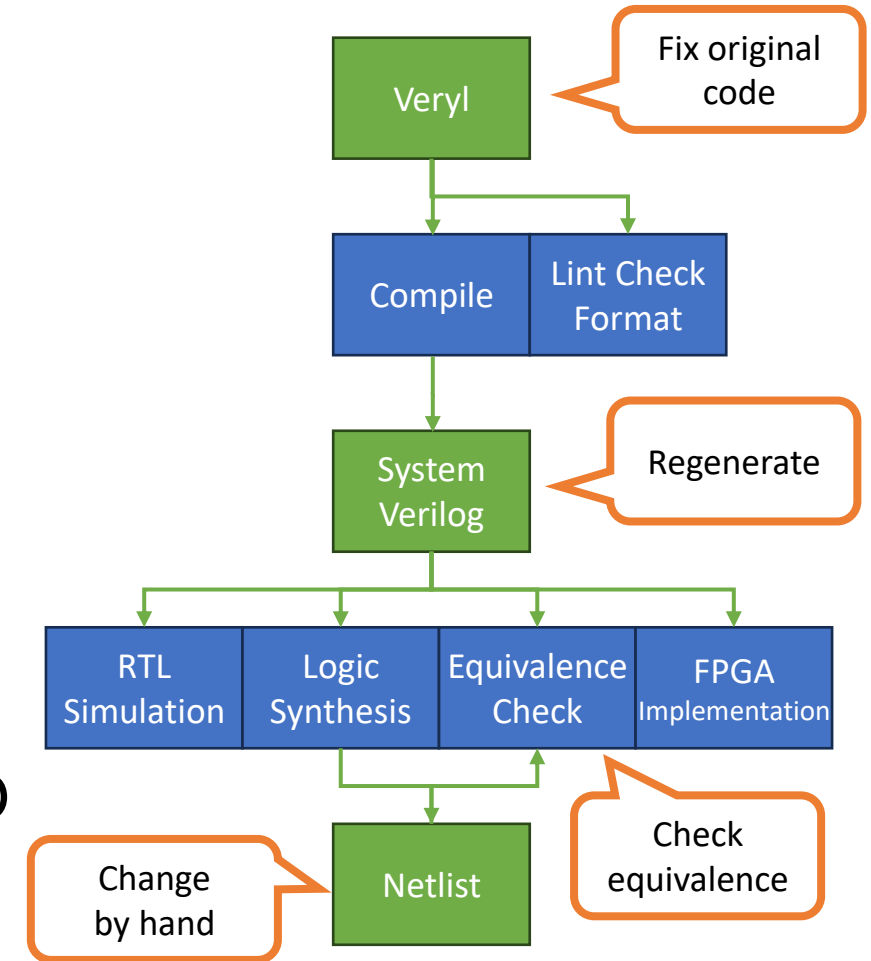 Fix original
code
Veryl
Compile
Lint Check
Format
System
Verilog
Regenerate
RTL
Simulation
Logic
Synthesis
Equivalence
Check
FPGA
Implementation
)
Check
equivalence
Change
by hand
Netlist